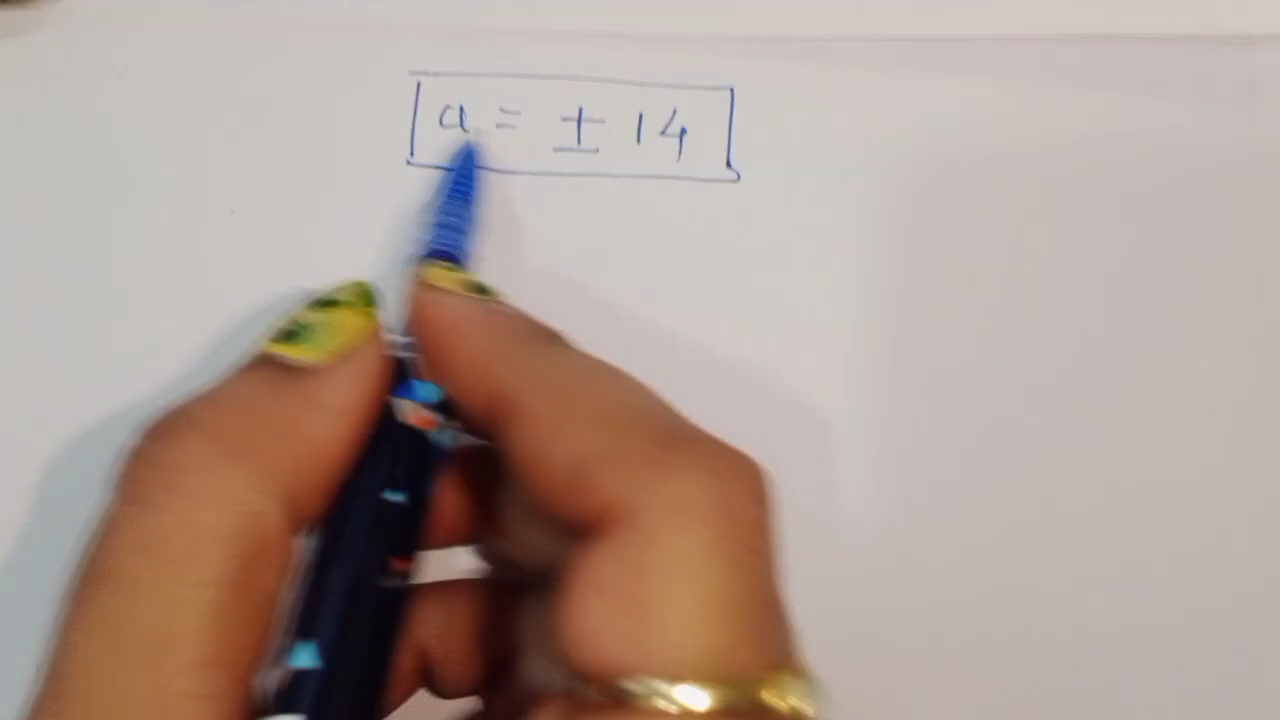 a = ± 14